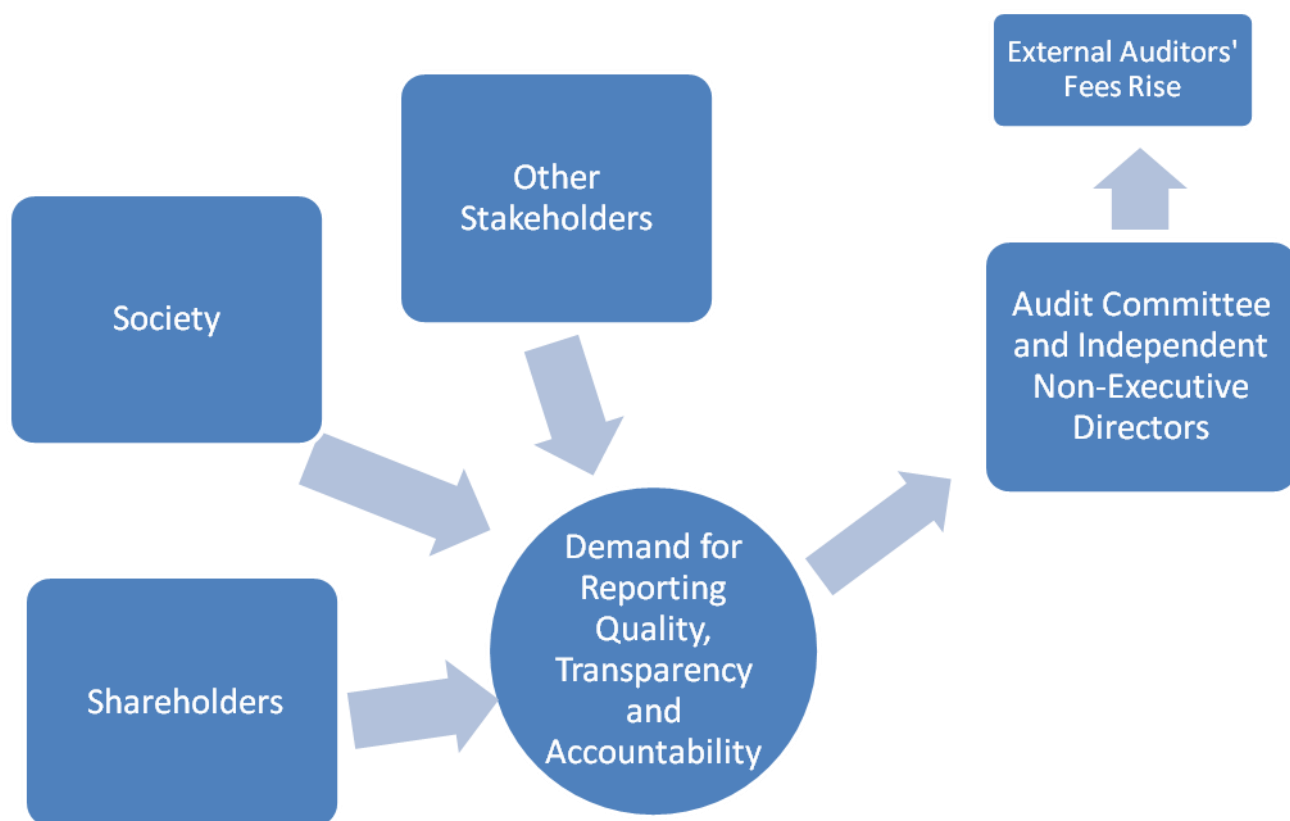 External Auditors'
Fees Rise
Other
Stakeholders
Society
Audit Committee
and Independent
Non-Executive
Directors
Demand for
Reporting
Quality,
Transparency
and
Accountability
Shareholders